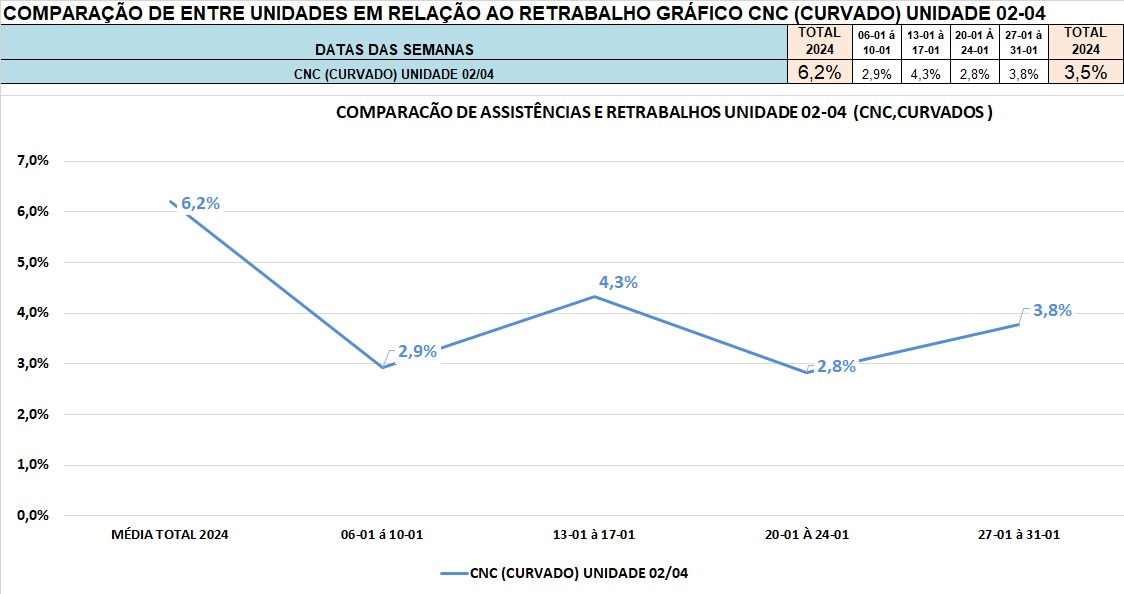 COMPARAÇÃO DE ENTRE UNIDADES EM RELAÇÃO AO RETRABALHO GRÁFICO CNC (CURVADO) UNIDADE 02-04
DATAS DAS SEMANAS
TOTAL 2024
06-01 á 10-01
13-01 à 17-01
20-01 À 24-01
27-01 à 31-01
TOTAL 2024
CNC (CURVADO) UNIDADE 02/04
6,2%
2,9%
4,3%
2,8%
3,8%
3,5%
COMPARACÃO DE ASSISTÊNCIAS E RETRABALHOS UNIDADE 02-04 (CNC,CURVADOS )
7,0%
6,0%
5,0%
4,0%
3,0%
2,0%
1,0%
0,0%
6,2%
2,9%
4,3%
2,8%
3,8%
MÉDIA TOTAL 2024
06-01 á 10-01
13-01 à 17-01
20-01 À 24-01
27-01 à 31-01
CNC (CURVADO) UNIDADE 02/04